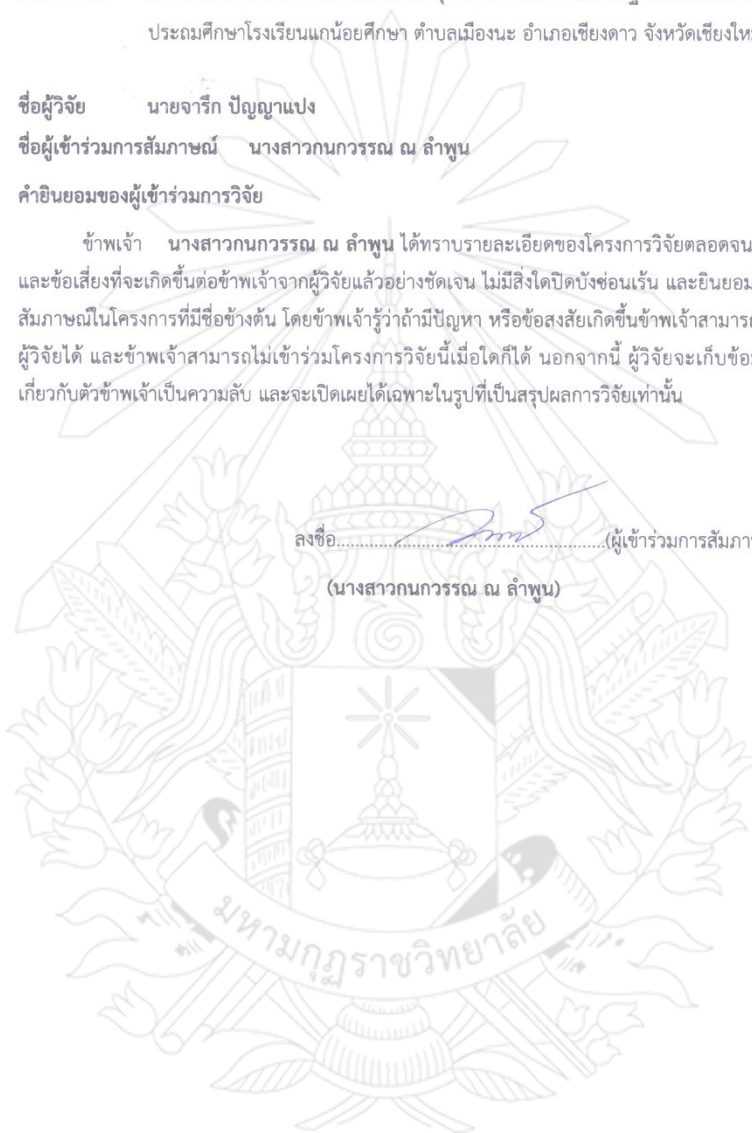 ประถมศึกษาโรงเรียนแกน้อยศึกษา ตำบลเมืองนะ อำเภอเชียงดาว จังหวัดเชียงให
ชื่อผู้วิจัย นายจารึก ปัญญาแปง
ชื่อผู้เข้าร่วมการสัมภาษณ์ นางสาวกนกวรรณ ณ ลำพูน
คำยินยอมของผู้เข้าร่วมการวิจัย
ข้าพเจ้า นางสาวกนกวรรณ ณ ลำพูน ได้ทราบรายละเอียดของโครงการวิจัยตลอดจน
และข้อเสี่ยงที่จะเกิดขึ้นต่อข้าพเจ้าจากผู้วิจัยแล้วอย่างชัดเจน ไม่มีสิ่งใดปิดบังซ่อนเร้น และยินยอม
สัมภาษณ์ในโครงการที่มีชื่อข้างต้น โดยข้าพเจ้ารู้ว่าถ้ามีปัญหา หรือข้อสงสัยเกิดขึ้นข้าพเจ้าสามารถ
ผู้วิจัยได้ และข้าพเจ้าสามารถไม่เข้าร่วมโครงการวิจัยนี้เมื่อใดก็ได้ นอกจากนี้ ผู้วิจัยจะเก็บข้อ
เกี่ยวกับตัวข้าพเจ้าเป็นความลับ และจะเปิดเผยได้เฉพาะในรูปที่เป็นสรุปผลการวิจัยเท่านั้น
ลงชื่อ......................................................(ผู้เข้าร่วมการสัมภา
(นางสาวกนกวรรณ ณ ลำพูน)
มหามกุฏราชวิทยาลัย